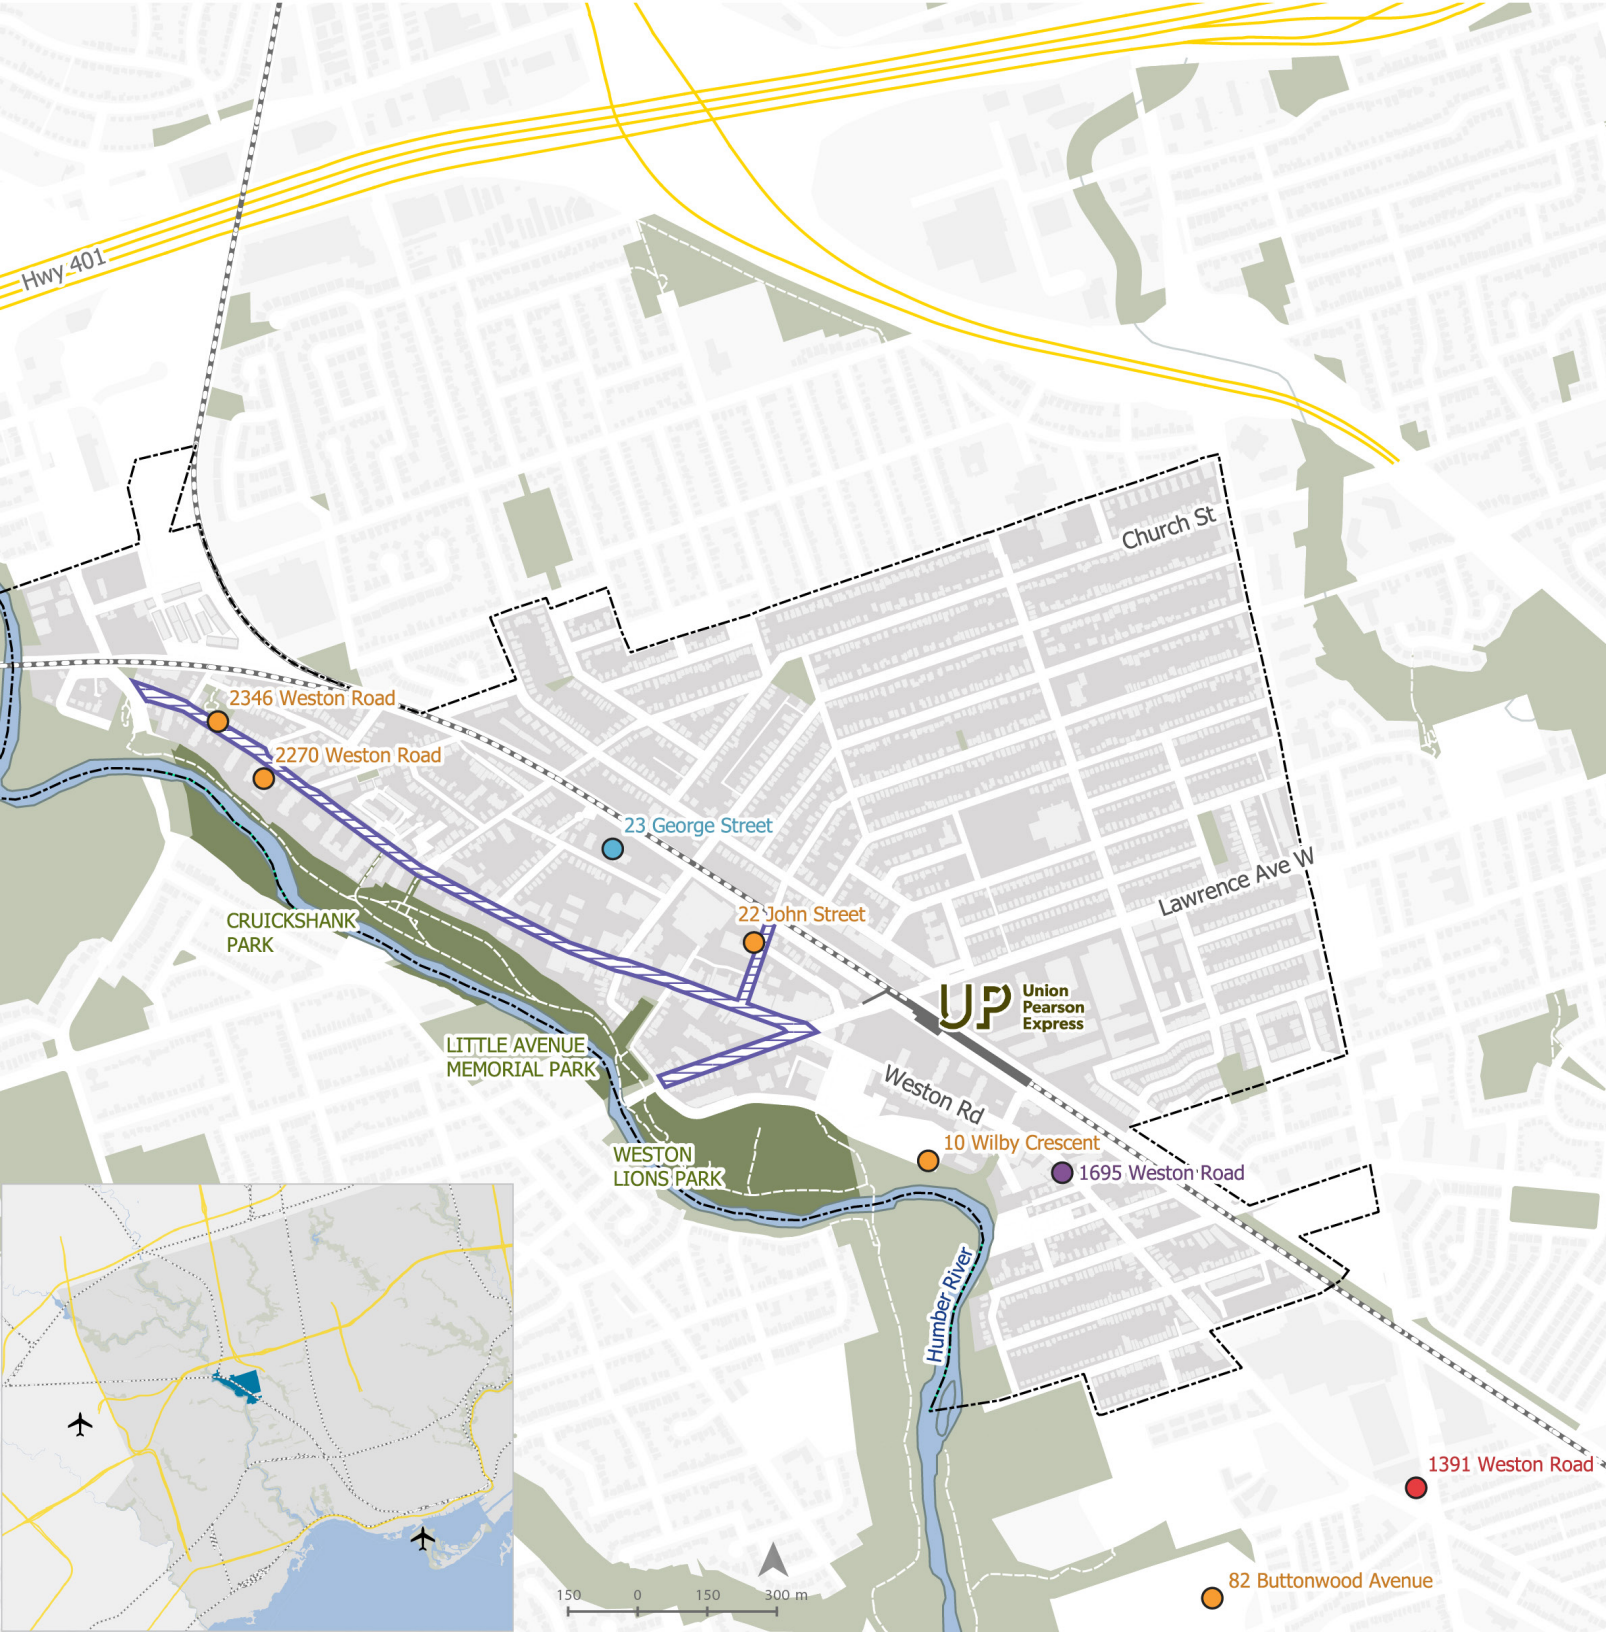 Hwy 401
Church St
2346 Weston Road
2270 Weston Road
23 George Street
Lawrence Ave W
22 John Street
CRUICKSHANK
PARK
UP Union
Pearson
Express
LITTLE AVENUE
MEMORIAL PARK
Weston Rd
10 Wilby Crescent
WESTON
LIONS PARK
1695 Weston Road
Humber River
1391 Weston Road
82 Buttonwood Avenue
150 0 150 300 m